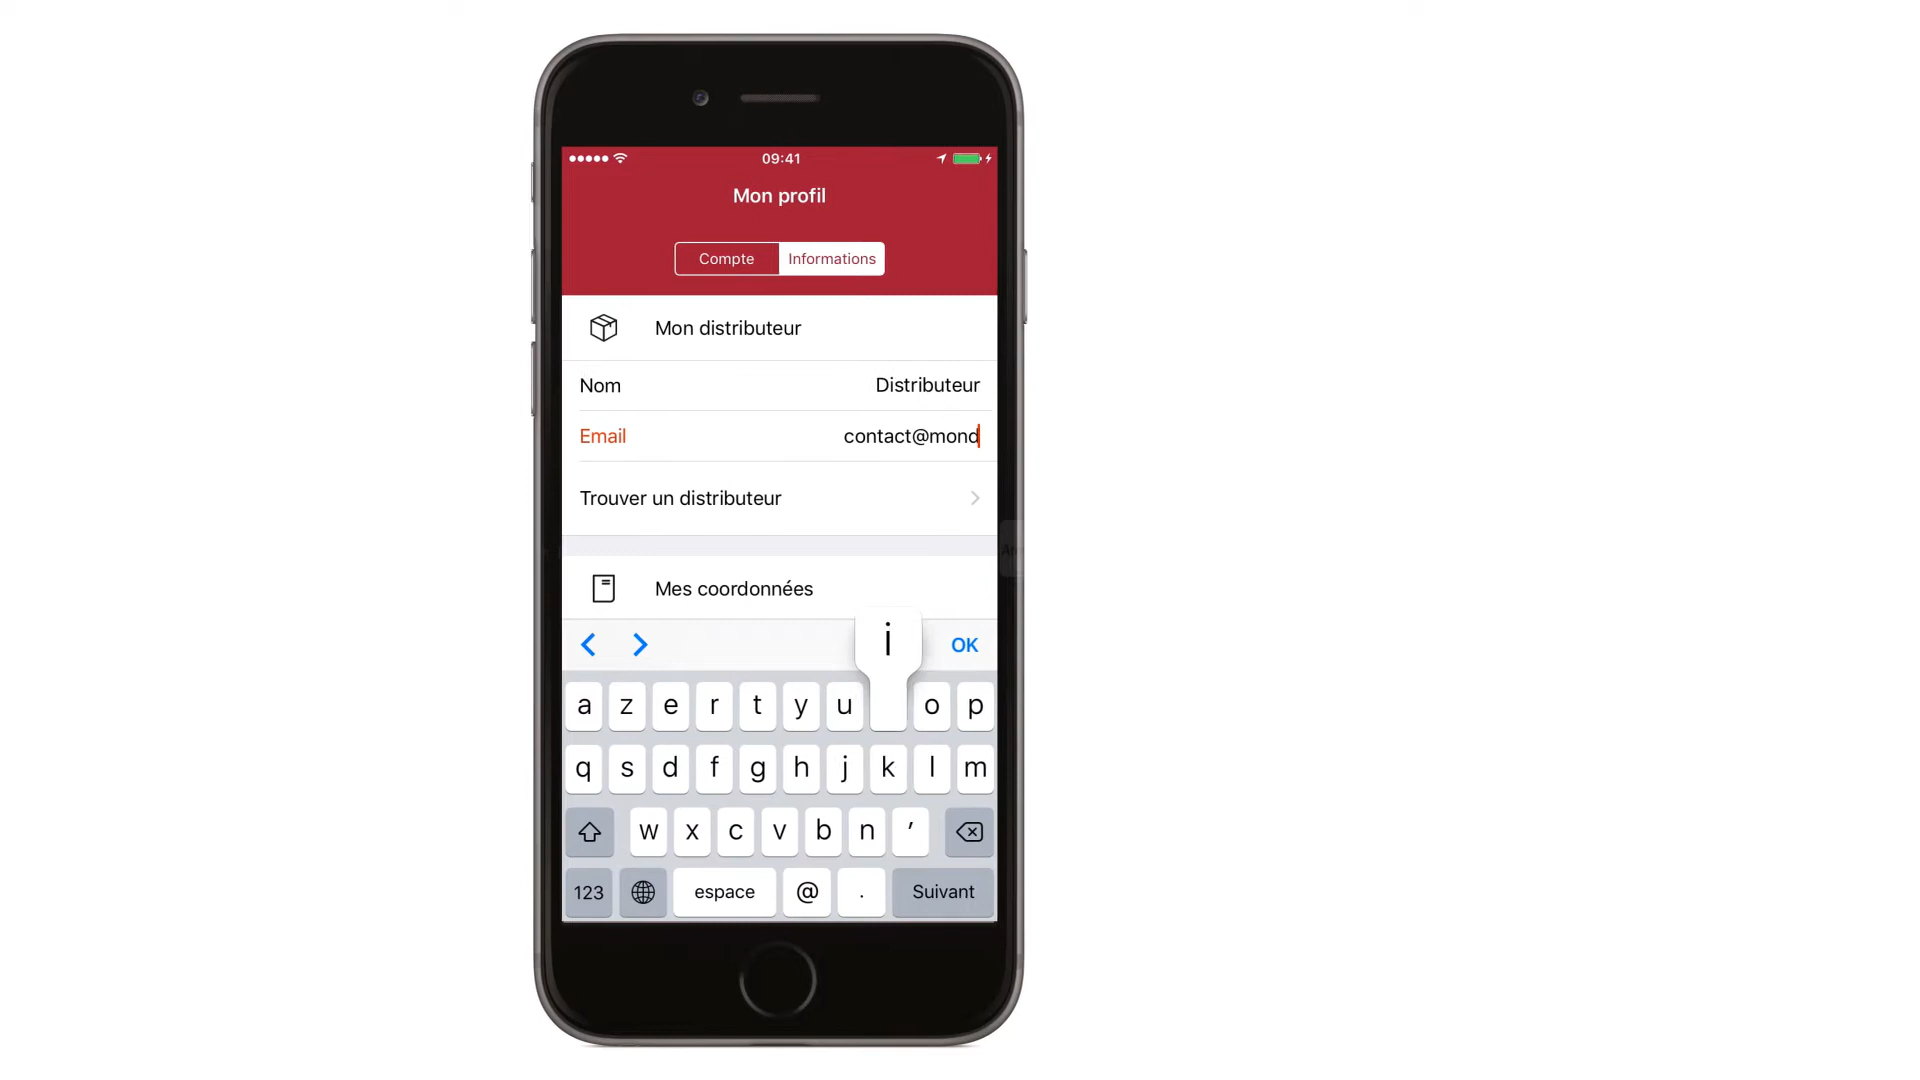 09:41
Mon profil
Compte Informations
Mon distributeur
Nom Distributeur
Email contact@mond
Trouver un distributeur
Mes coordonnées
i OK
a z e r t y u o p
q s d f g h j k l m
w x c v b n ’
123 espace @ . Suivant